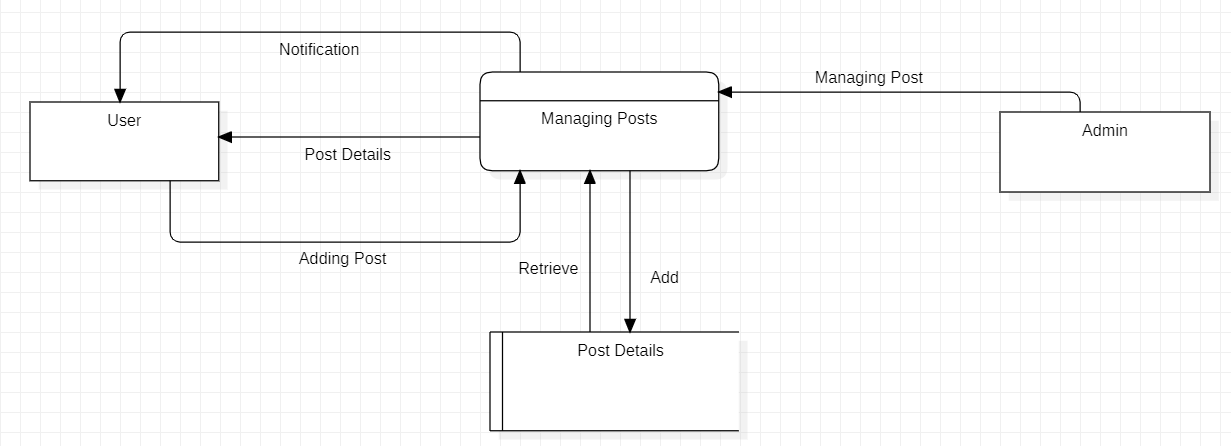 Notification
Managing Post
User
Managing Posts
Admin
Post Details
Adding Post
Retrieve
Add
Post Details